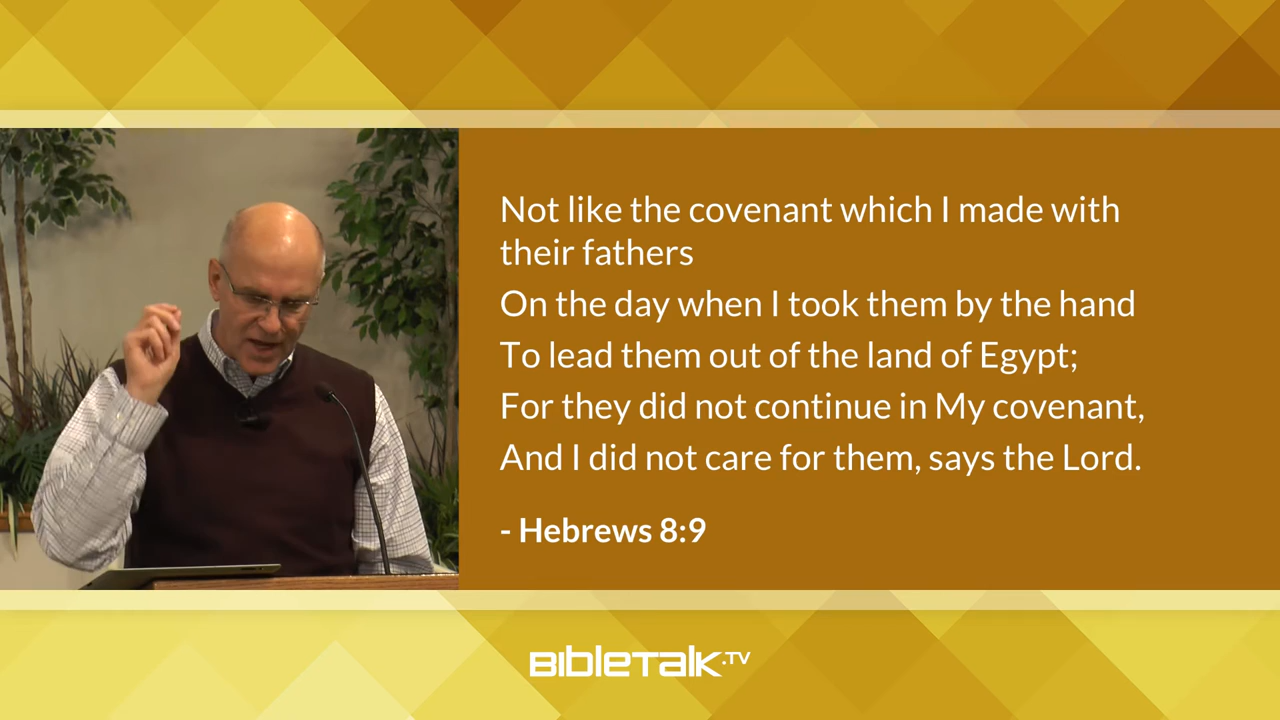 Not like the covenant which I made with
their fathers
On the day when I took them by the hand
To lead them out of the land of Egypt;
For they did not continue in My covenant,
And I did not care for them, says the Lord.
- Hebrews 8:9
BIBLETALK.TV